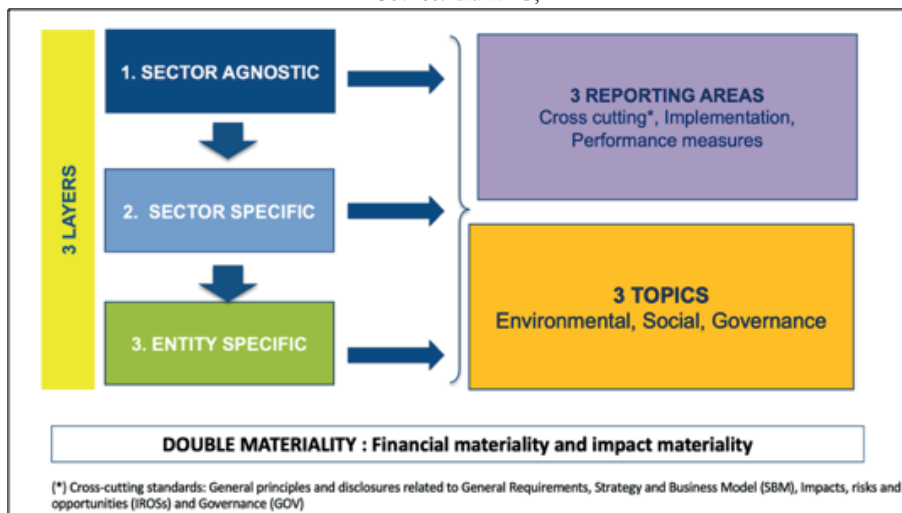 3 LAYERS
1. SECTOR AGNOSTIC
2. SECTOR SPECIFIC
3. ENTITY SPECIFIC
3 REPORTING AREAS
Cross cutting*, Implementation,
Performance measures
3 TOPICS
Environmental, Social, Governance
DOUBLE MATERIALITY : Financial materiality and impact materiality
(*) Cross-cutting standards: General principles and disclosures related to General Requirements, Strategy and Business Model (SBM), Impacts, risks and
opportunities (IROSs) and Governance (GOV)